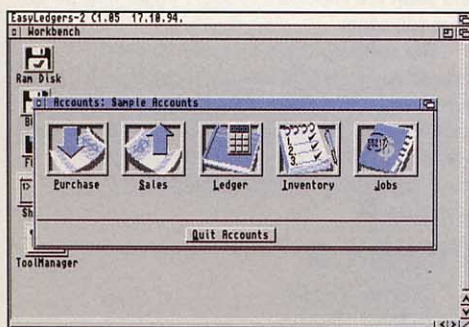 EasyLedgers-2 (1.05 17.10.94.
Workbench
Ram Disk
Accounts: Sample Accounts
Purchase Sales Ledger Inventory Jobs
Quit Accounts
ToolManager